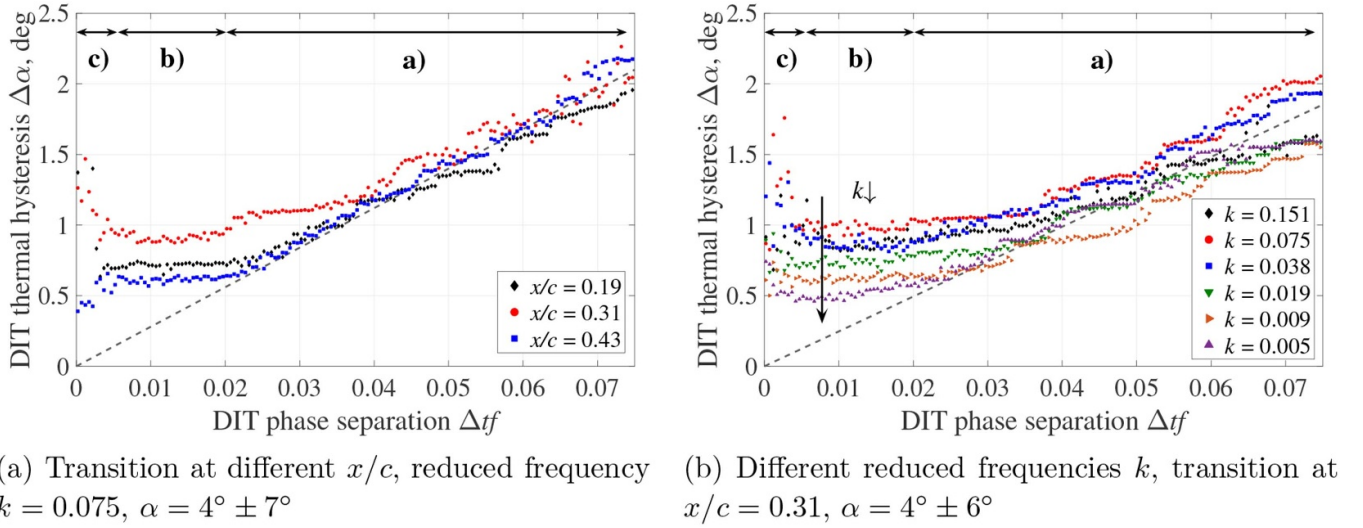 2.5
2
1.5
1
0.5
0
DIT thermal hysteresis Δα, deg
c)
b)
a)
x/c = 0.19
x/c = 0.31
x/c = 0.43
0 0.01 0.02 0.03 0.04 0.05 0.06 0.07
DIT phase separation Δtf
(a) Transition at different x/c, reduced frequency
k = 0.075, α = 4° ± 7°
2.5
2
1.5
1
0.5
0
DIT thermal hysteresis Δα, deg
c)
b)
a)
k↓
k = 0.151
k = 0.075
k = 0.038
k = 0.019
k = 0.009
k = 0.005
0 0.01 0.02 0.03 0.04 0.05 0.06 0.07
DIT phase separation Δtf
(b) Different reduced frequencies k, transition at
x/c = 0.31, α = 4° ± 6°